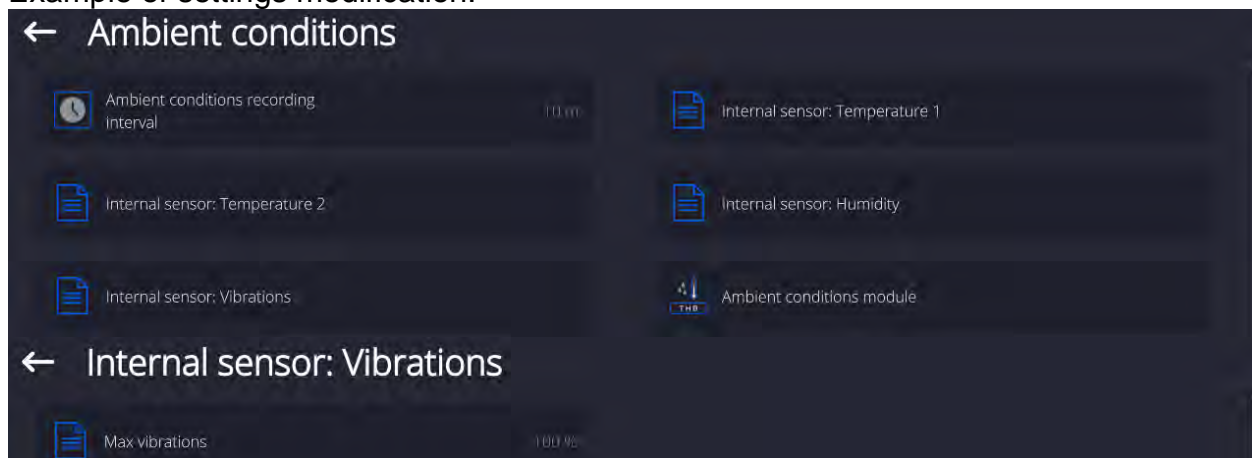 Example of settings modification:
Ambient conditions
Ambient conditions recording
interval
10 m
Internal sensor: Temperature 1
Internal sensor: Temperature 2
Internal sensor: Humidity
Internal sensor: Vibrations
THB
Ambient conditions module
Internal sensor: Vibrations
Max vibrations
100 %